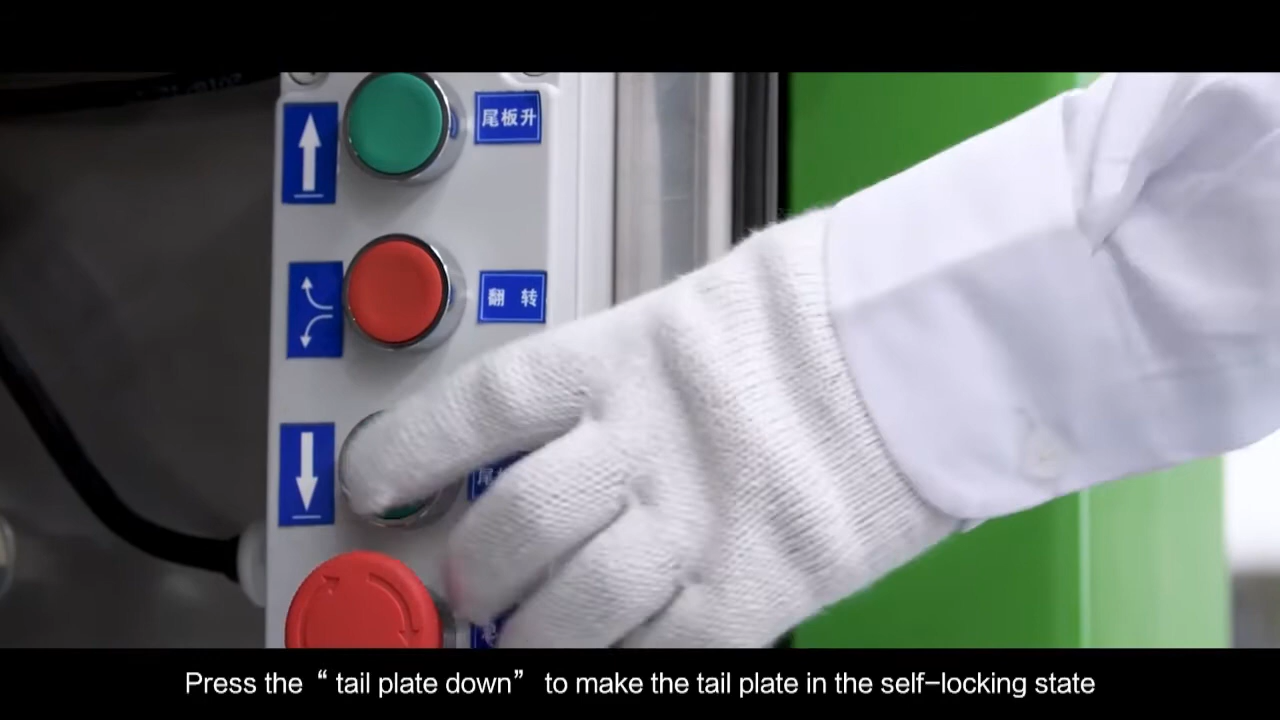 尾板升
翻 转
尾
Press the “ tail plate down” to make the tail plate in the self-locking state